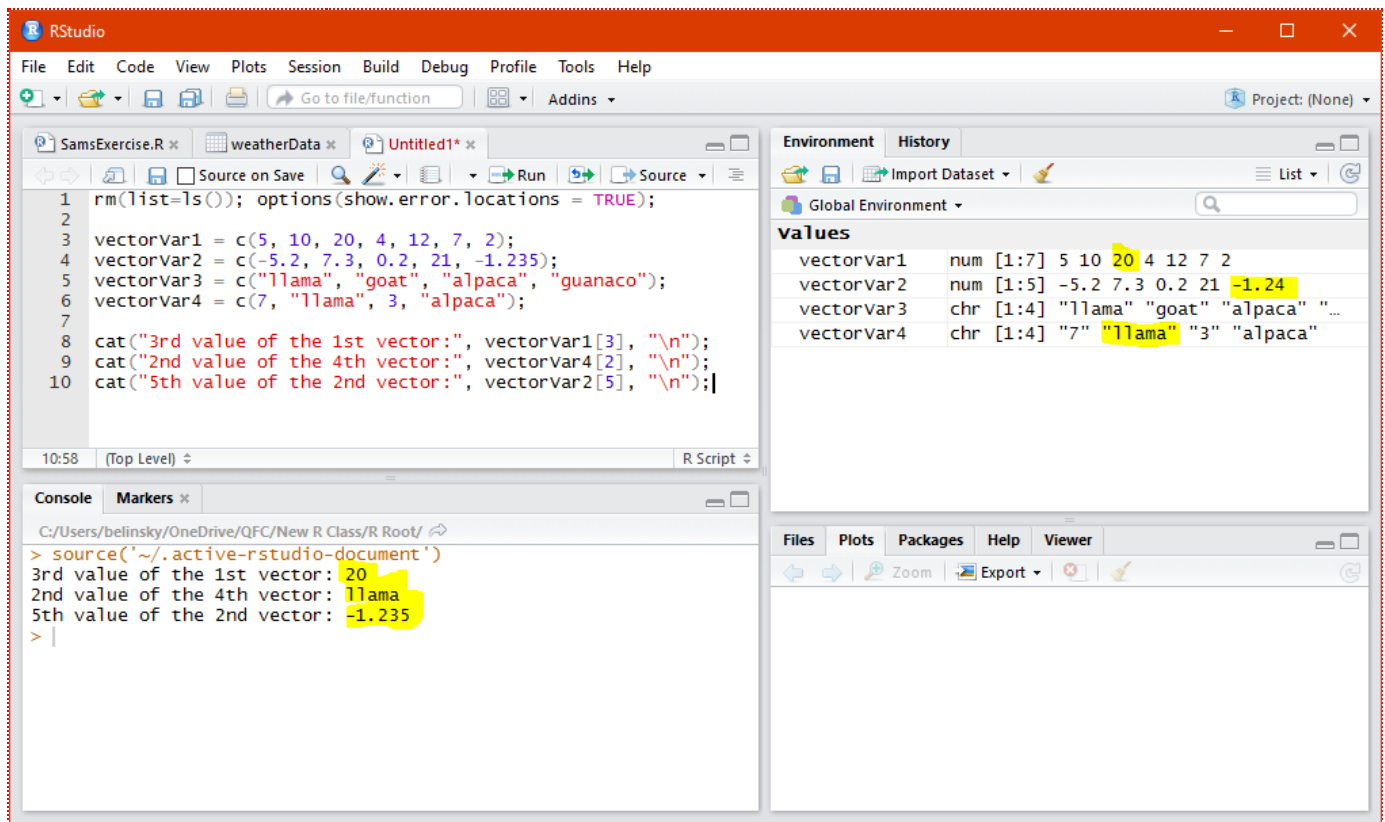 RStudio
File Edit Code View Plots Session Build Debug Profile Tools Help
Go to file/function Addins Project: (None)
SamsExercise.R weatherData Untitled1*
Source on Save Run Source
1 rm(list=ls()); options(show.error.locations = TRUE);
2
3 vectorVar1 = c(5, 10, 20, 4, 12, 7, 2);
4 vectorVar2 = c(-5.2, 7.3, 0.2, 21, -1.235);
5 vectorVar3 = c("llama", "goat", "alpaca", "guanaco");
6 vectorVar4 = c(7, "llama", 3, "alpaca");
7
8 cat("3rd value of the 1st vector:", vectorVar1[3], "\n");
9 cat("2nd value of the 4th vector:", vectorVar4[2], "\n");
10 cat("5th value of the 2nd vector:", vectorVar2[5], "\n");
10:58 (Top Level) R Script
Console Markers
C:/Users/belinsky/OneDrive/QFC/New R Class/R Root/
> source('~/.active-rstudio-document')
3rd value of the 1st vector: 20
2nd value of the 4th vector: llama
5th value of the 2nd vector: -1.235
>
Environment History
Import Dataset List
Global Environment
Values
vectorVar1 num [1:7] 5 10 20 4 12 7 2
vectorVar2 num [1:5] -5.2 7.3 0.2 21 -1.24
vectorVar3 chr [1:4] "llama" "goat" "alpaca" "...
vectorVar4 chr [1:4] "7" "llama" "3" "alpaca"
Files Plots Packages Help Viewer
Zoom Export